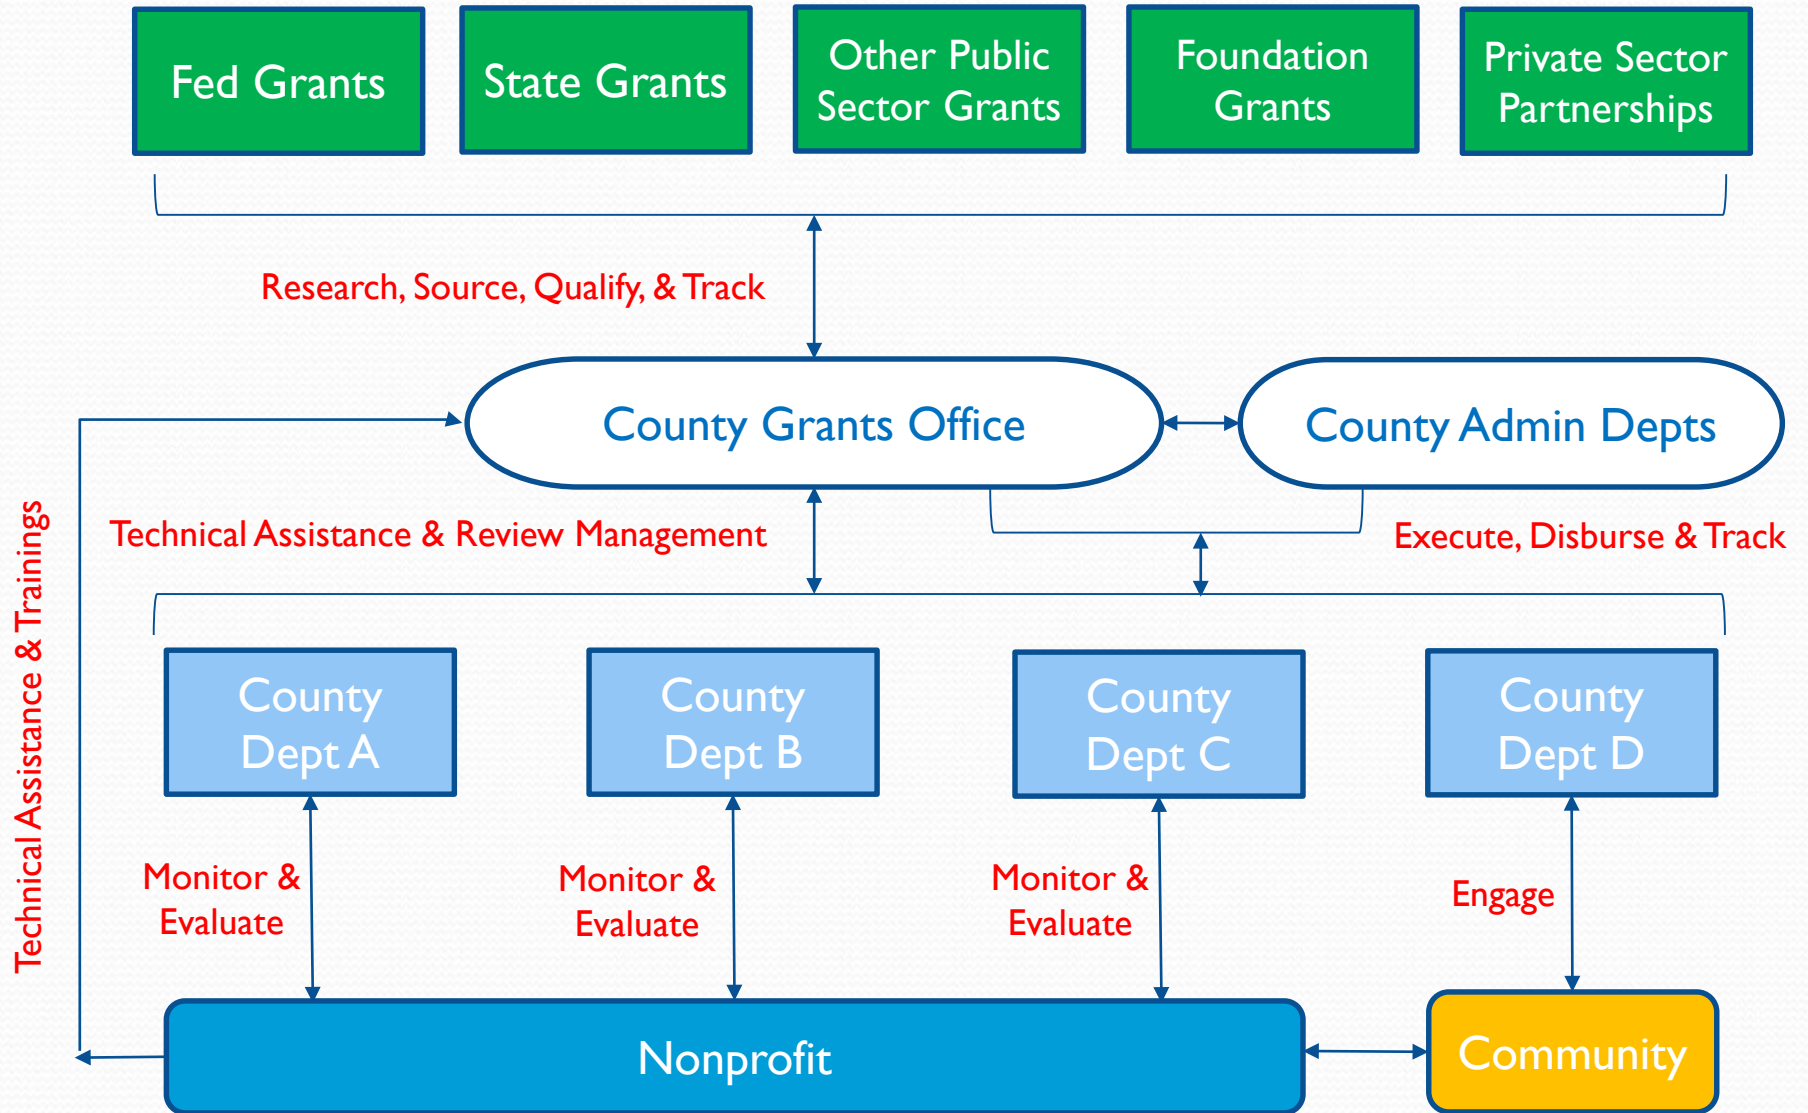 Fed Grants
State Grants
Other Public
Sector Grants
Foundation
Grants
Private Sector
Partnerships
Research, Source, Qualify, & Track
County Grants Office
County Admin Depts
Technical Assistance & Trainings
Technical Assistance & Review Management
Execute, Disburse & Track
County
Dept A
County
Dept B
County
Dept C
County
Dept D
Monitor &
Evaluate
Monitor &
Evaluate
Monitor &
Evaluate
Engage
Nonprofit
Community